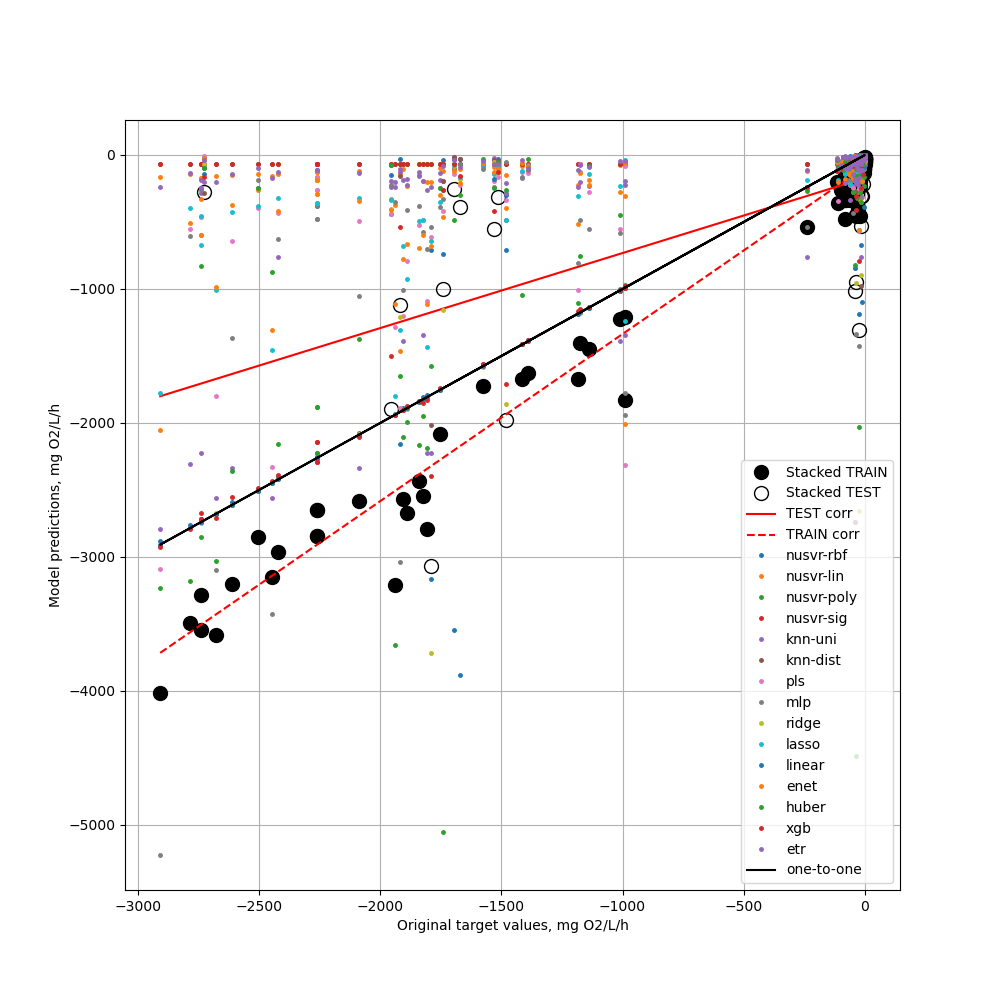 0
−1000
−2000
−3000
−4000
−5000
Model predictions, mg O2/L/h
−3000
−2500
−2000
−1500
−1000
−500
0
Original target values, mg O2/L/h
Stacked TRAIN
Stacked TEST
TEST corr
TRAIN corr
nusvr-rbf
nusvr-lin
nusvr-poly
nusvr-sig
knn-uni
knn-dist
pls
mlp
ridge
lasso
linear
enet
huber
xgb
etr
one-to-one